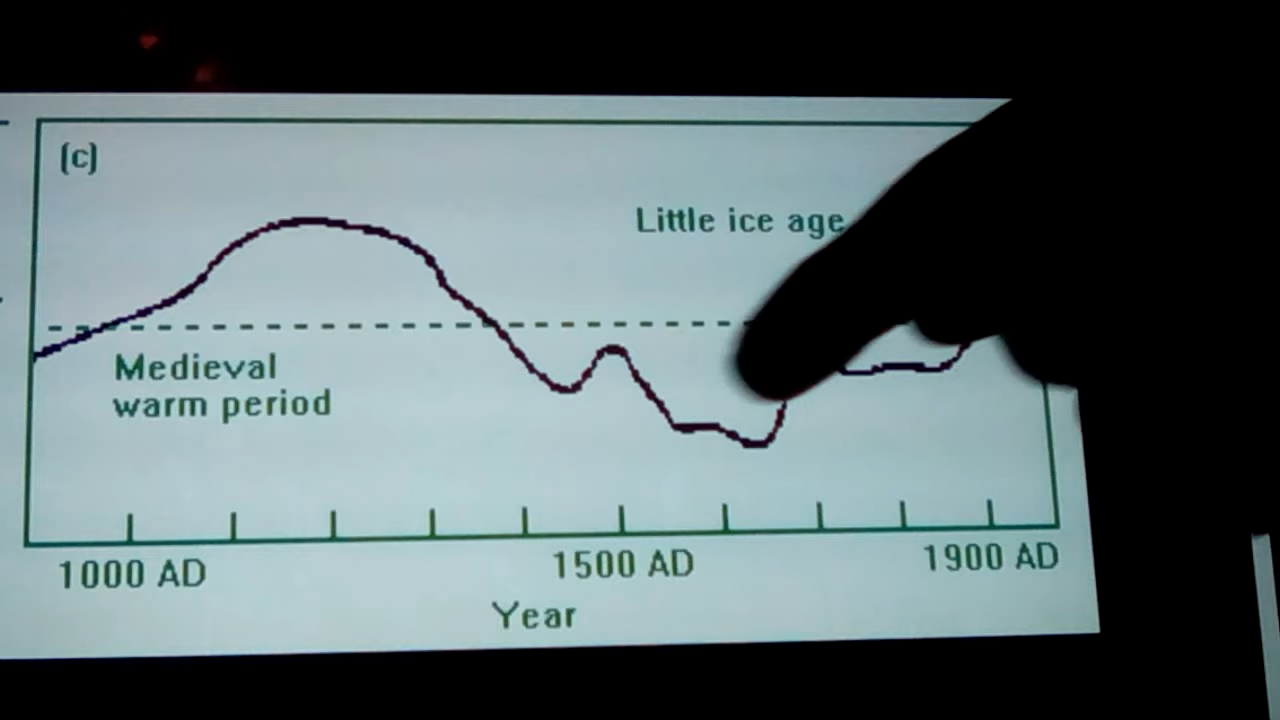 (c)
Little ice age
Medieval
warm period
1000 AD
1500 AD
1900 AD
Year